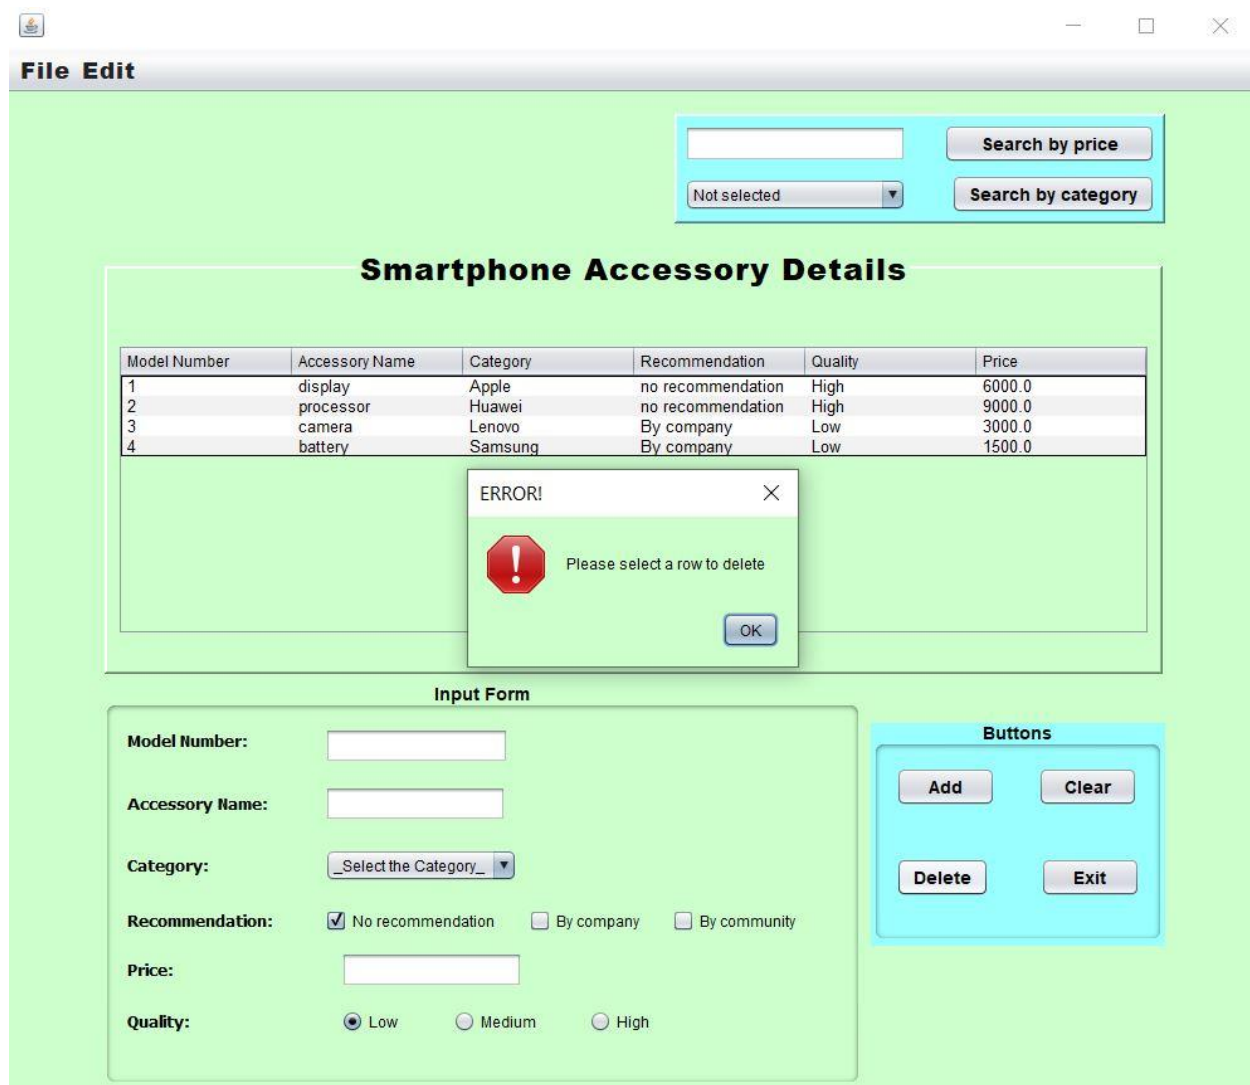 File Edit
Search by price
Not selected
Search by category
Smartphone Accessory Details
Model Number Accessory Name Category Recommendation Quality Price
1 display Apple no recommendation High 6000.0
2 processor Huawei no recommendation High 9000.0
3 camera Lenovo By company Low 3000.0
4 battery Samsung By company Low 1500.0
ERROR!
Please select a row to delete
OK
Input Form
Model Number:
Accessory Name:
Category: _Select the Category_
Recommendation: No recommendation By company By community
Price:
Quality: Low Medium High
Buttons
Add Clear
Delete Exit